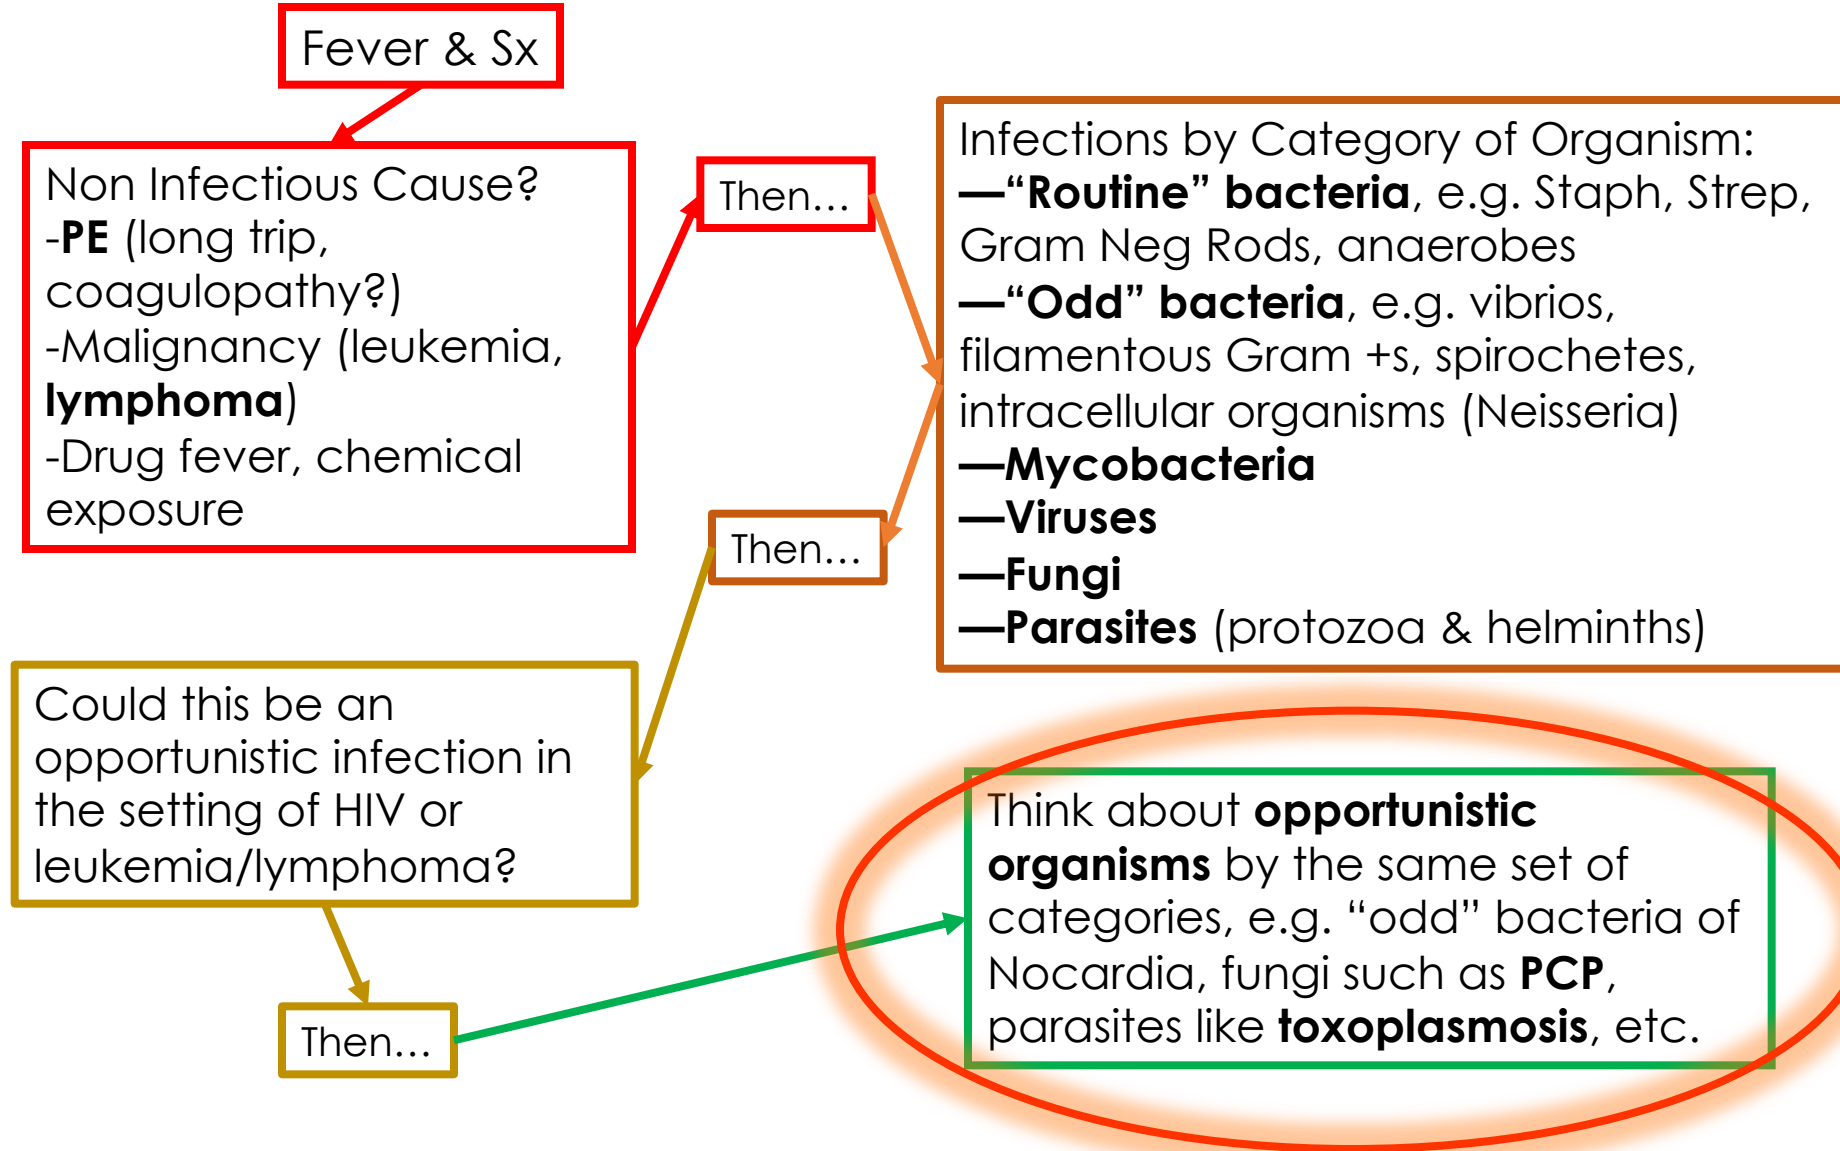 Fever & Sx
Non Infectious Cause?
-PE (long trip,
coagulopathy?)
-Malignancy (leukemia,
lymphoma)
-Drug fever, chemical
exposure
Then…
Infections by Category of Organism:
—“Routine” bacteria, e.g. Staph, Strep,
Gram Neg Rods, anaerobes
—“Odd” bacteria, e.g. vibrios,
filamentous Gram +s, spirochetes,
intracellular organisms (Neisseria)
—Mycobacteria
—Viruses
—Fungi
—Parasites (protozoa & helminths)
Then…
Could this be an
opportunistic infection in
the setting of HIV or
leukemia/lymphoma?
Then…
Think about opportunistic
organisms by the same set of
categories, e.g. “odd” bacteria of
Nocardia, fungi such as PCP,
parasites like toxoplasmosis, etc.